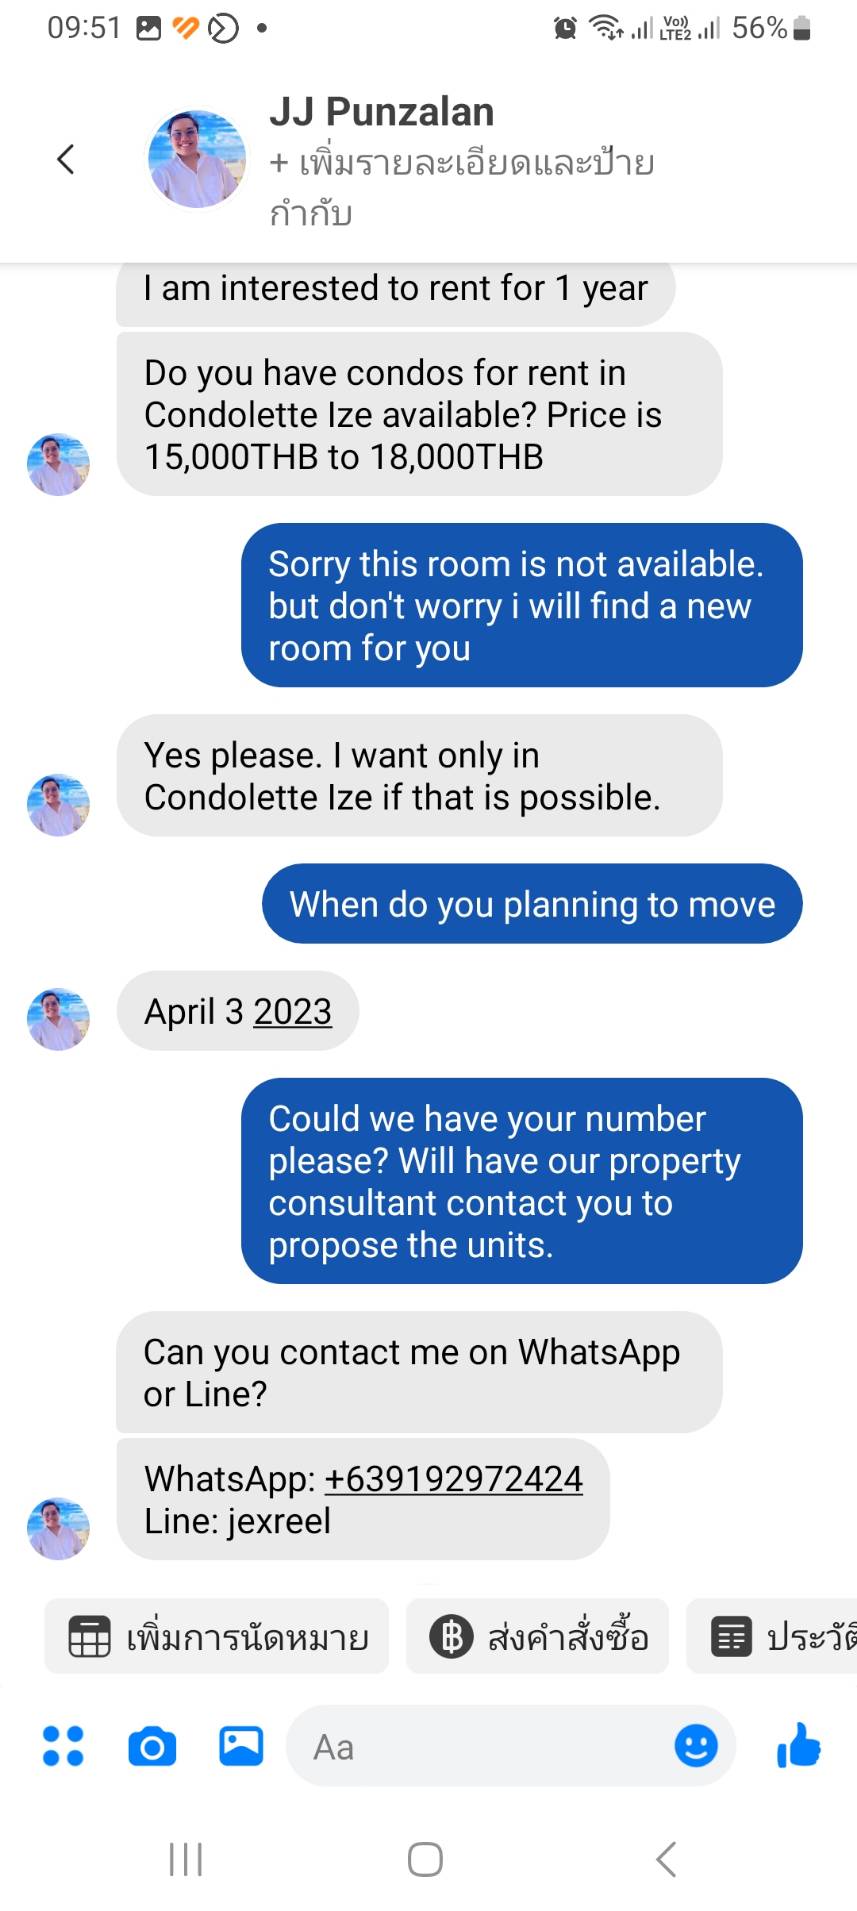 09:51
Vo))
LTE2
56%
JJ Punzalan
+ เพิ่มรายละเอียดและป้าย
กำกับ
I am interested to rent for 1 year
Do you have condos for rent in
Condolette Ize available? Price is
15,000THB to 18,000THB
Sorry this room is not available.
but don't worry i will find a new
room for you
Yes please. I want only in
Condolette Ize if that is possible.
When do you planning to move
April 3 2023
Could we have your number
please? Will have our property
consultant contact you to
propose the units.
Can you contact me on WhatsApp
or Line?
WhatsApp: +639192972424
Line: jexreel
เพิ่มการนัดหมาย
ส่งคำสั่งซื้อ
Aa